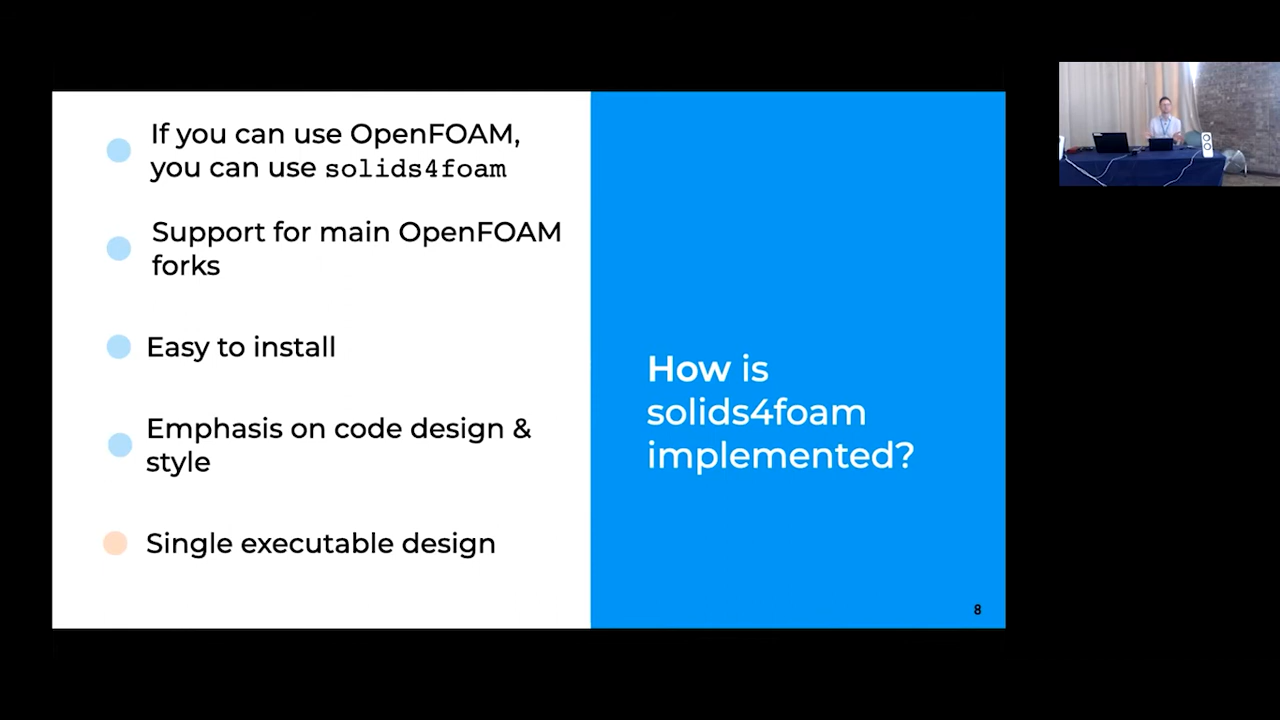 If you can use OpenFOAM,
you can use solids4foam
Support for main OpenFOAM
forks
Easy to install
Emphasis on code design &
style
Single executable design
How is
solids4foam
implemented?
8